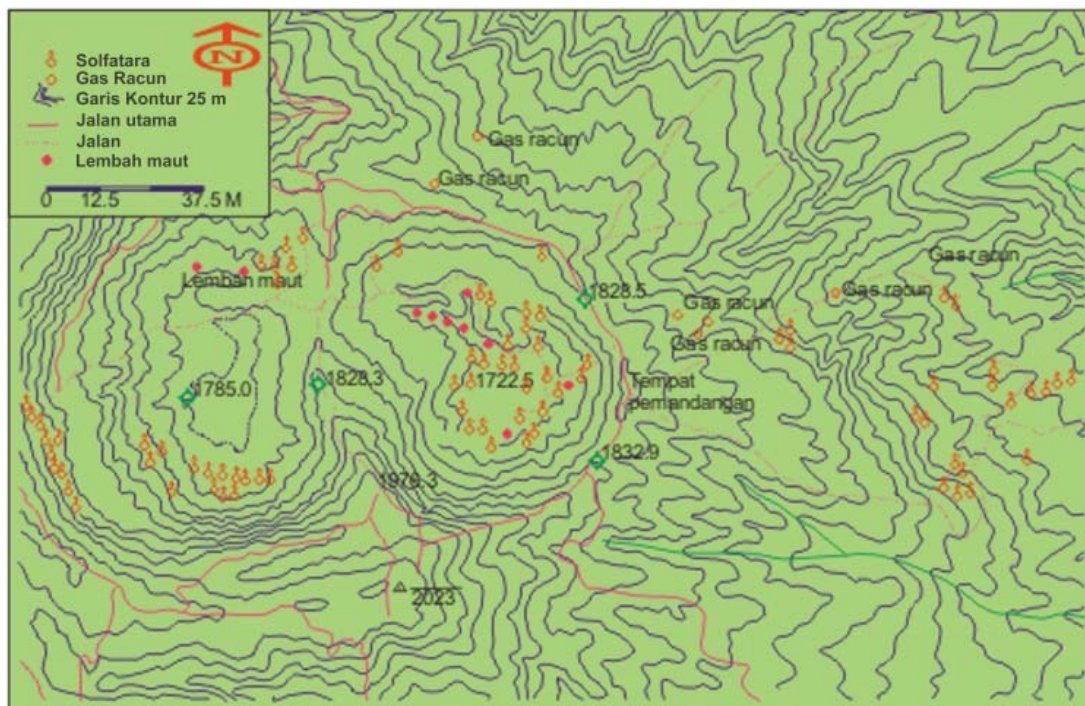 N
Solfatara
Gas Racun
Garis Kontur 25 m
Jalan utama
Jalan
Lembah maut
0 12.5 37.5 M
Gas racun
Gas racun
Gas racun
Lembah maut
Gas racun
1828.5
Gas racun
Gas racun
1785.0
1828.3
1722.5
Tempat
pemandangan
1832.9
1979.3
2023